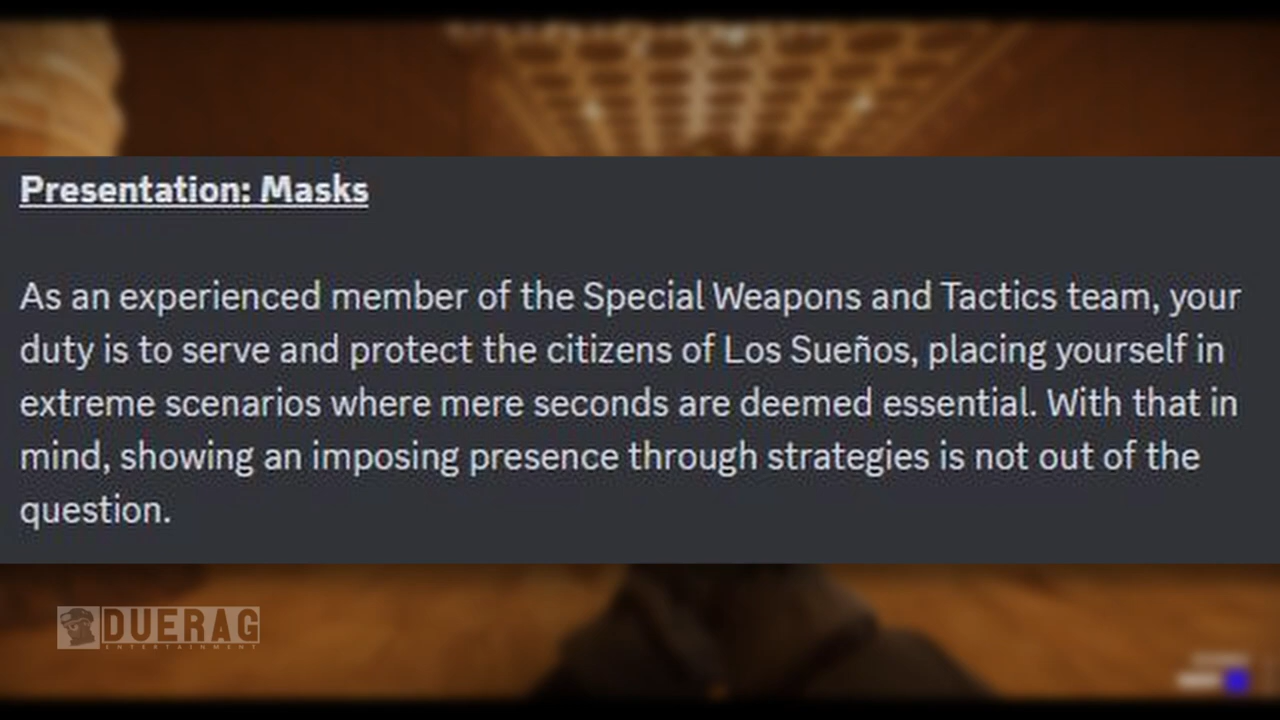 Presentation: Masks
As an experienced member of the Special Weapons and Tactics team, your
duty is to serve and protect the citizens of Los Sueños, placing yourself in
extreme scenarios where mere seconds are deemed essential. With that in
mind, showing an imposing presence through strategies is not out of the
question.
DUERAG
ENTERTAINMENT